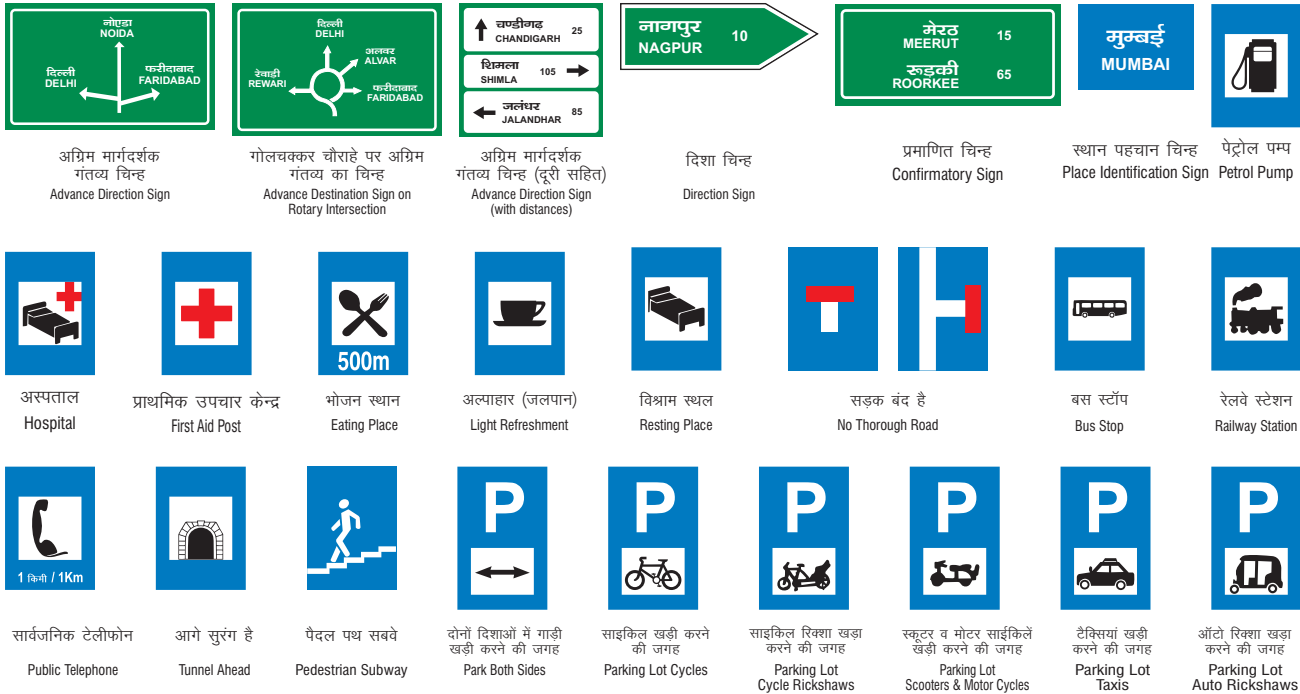 नोएडा
NOIDA
दिल्ली
DELHI
फरीदाबाद
FARIDABAD
अग्रिम मार्गदर्शक
गंतव्य चिन्ह
Advance Direction Sign
दिल्ली
DELHI
अलवर
ALVAR
रेवाड़ी
REWARI
फरीदाबाद
FARIDABAD
गोलचक्कर चौराहे पर अग्रिम
गंतव्य का चिन्ह
Advance Destination Sign on
Rotary Intersection
चण्डीगढ़
CHANDIGARH 25
शिमला
SHIMLA 105
जलंधर
JALANDHAR 85
अग्रिम मार्गदर्शक
गंतव्य चिन्ह (दूरी सहित)
Advance Direction Sign
(with distances)
नागपुर
NAGPUR 10
दिशा चिन्ह
Direction Sign
मेरठ
MEERUT 15
रूड़की
ROORKEE 65
प्रमाणित चिन्ह
Confirmatory Sign
मुम्बई
MUMBAI
स्थान पहचान चिन्ह
Place Identification Sign
पेट्रोल पम्प
Petrol Pump
अस्पताल
Hospital
प्राथमिक उपचार केन्द्र
First Aid Post
500m
भोजन स्थान
Eating Place
अल्पाहार (जलपान)
Light Refreshment
विश्राम स्थल
Resting Place
सड़क बंद है
No Thorough Road
बस स्टॉप
Bus Stop
रेलवे स्टेशन
Railway Station
1 किमी / 1Km
सार्वजनिक टेलीफोन
Public Telephone
आगे सुरंग है
Tunnel Ahead
पैदल पथ सबवे
Pedestrian Subway
P
दोनों दिशाओं में गाड़ी
खड़ी करने की जगह
Park Both Sides
P
साइकिल खड़ी करने
की जगह
Parking Lot Cycles
P
साइकिल रिक्शा खड़ा
करने की जगह
Parking Lot
Cycle Rickshaws
P
स्कूटर व मोटर साईकिलें
खड़ी करने की जगह
Parking Lot
Scooters & Motor Cycles
P
टैक्सियां खड़ी
करने की जगह
Parking Lot
Taxis
P
ऑटो रिक्शा खड़ा
करने की जगह
Parking Lot
Auto Rickshaws